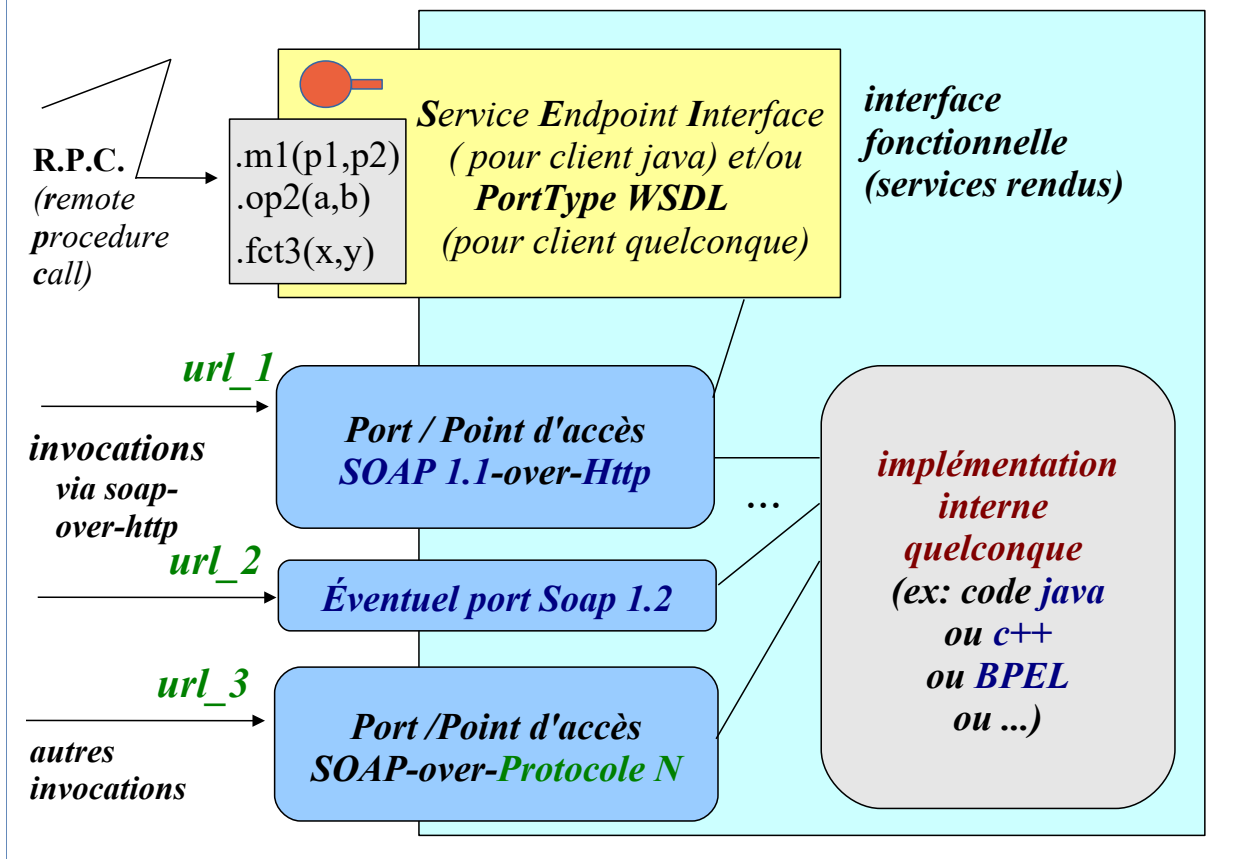 Service Endpoint Interface
( pour client java) et/ou
PortType WSDL
(pour client quelconque)
interface
fonctionnelle
(services rendus)
R.P.C.
(remote
procedure
call)
.m1(p1,p2)
.op2(a,b)
.fct3(x,y)
url_1
invocations
via soap-
over-http
Port / Point d'accès
SOAP 1.1-over-Http
...
url_2
Éventuel port Soap 1.2
url_3
autres
invocations
Port /Point d'accès
SOAP-over-Protocole N
implémentation
interne
quelconque
(ex: code java
ou c++
ou BPEL
ou ...)